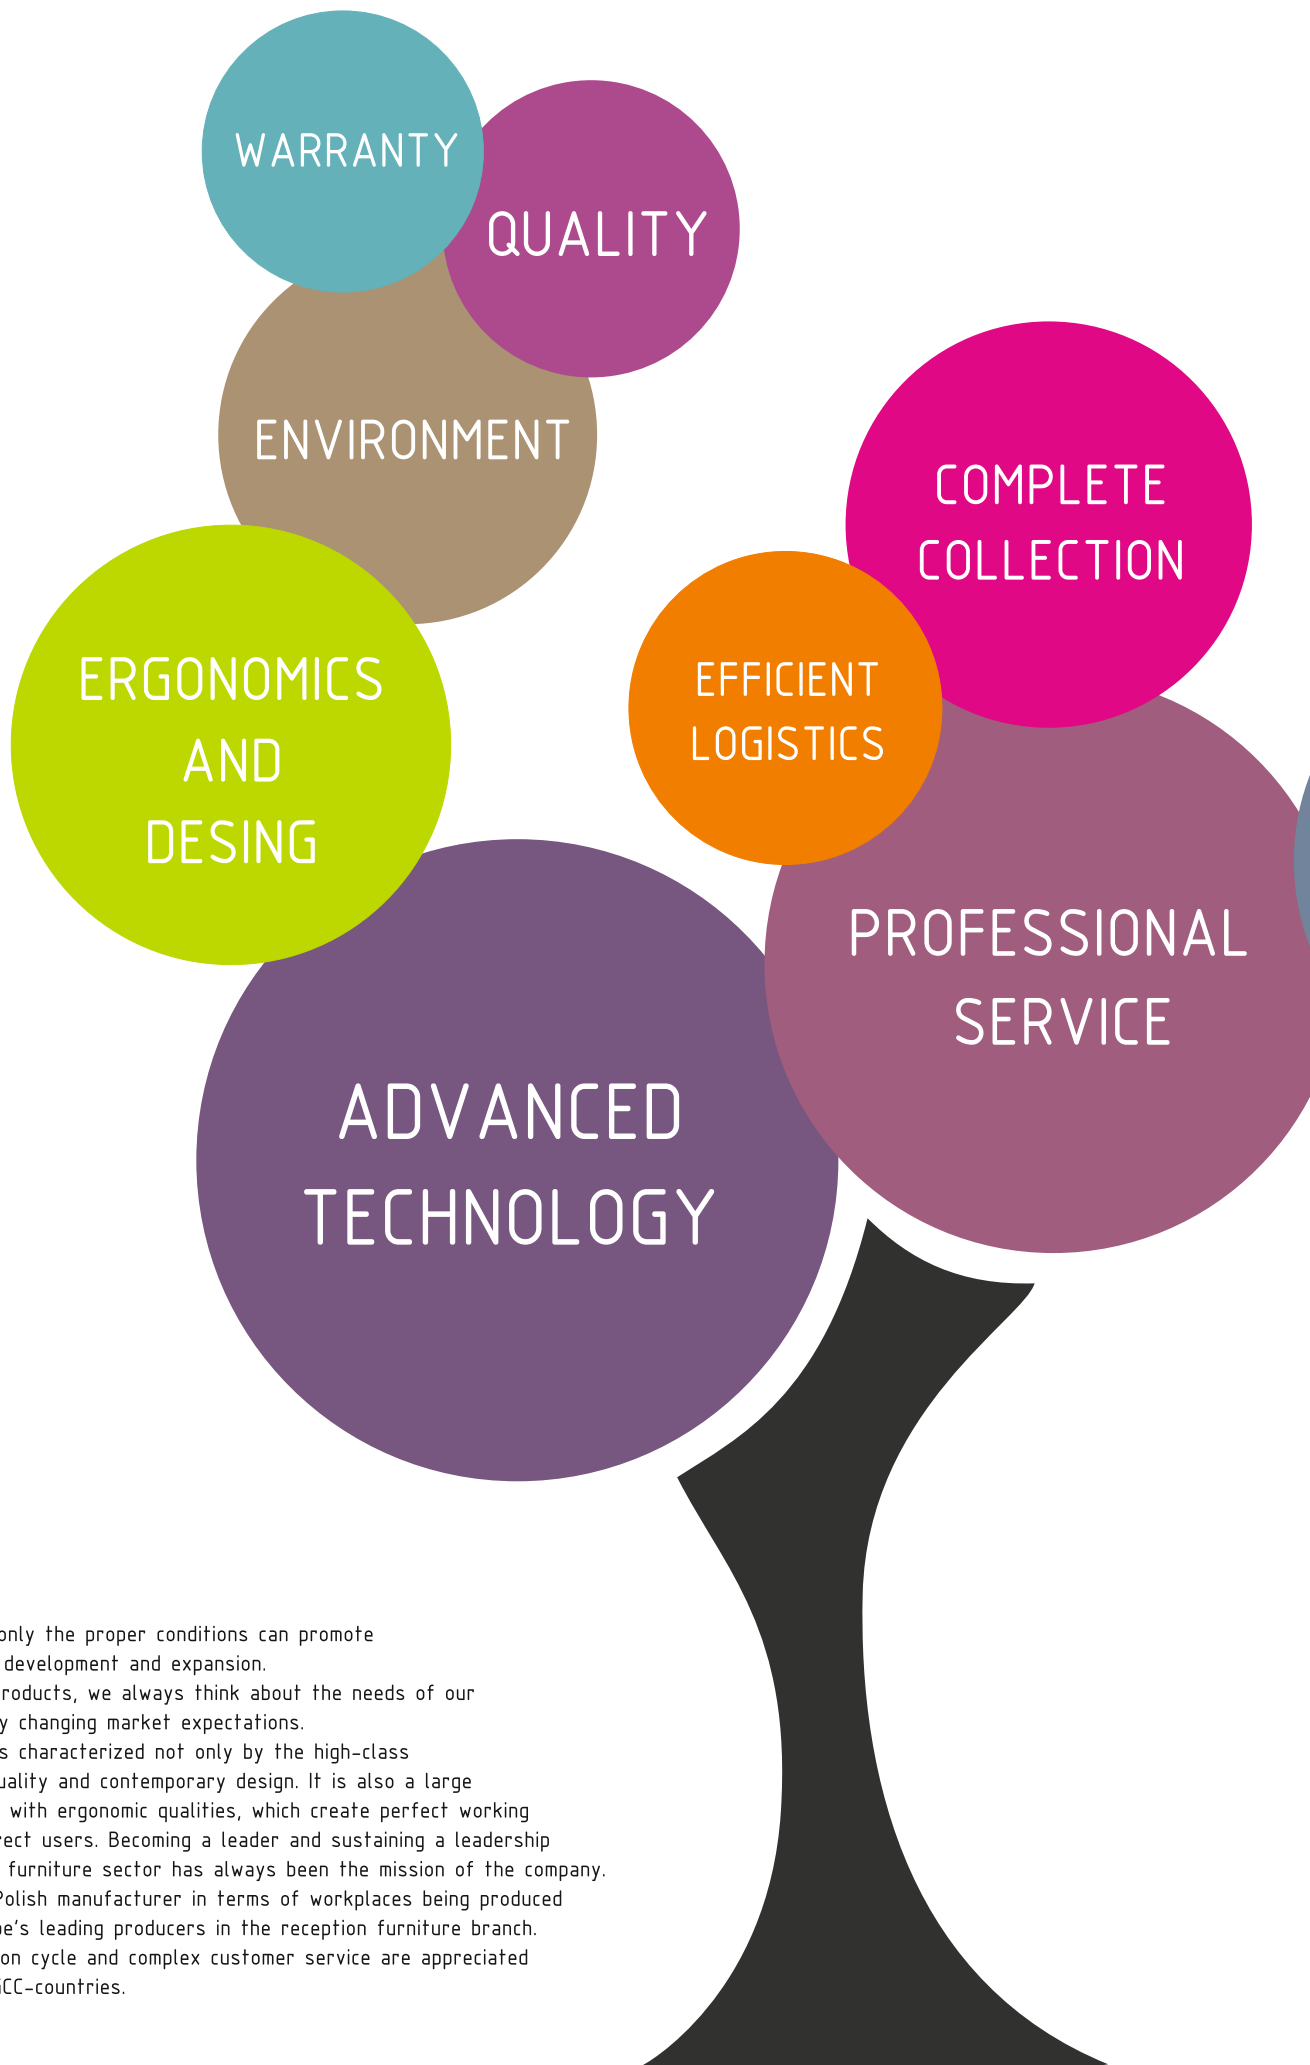 WARRANTY
QUALITY
ENVIRONMENT
COMPLETE
COLLECTION
ERGONOMICS
AND
DESING
EFFICIENT
LOGISTICS
PROFESSIONAL
SERVICE
ADVANCED
TECHNOLOGY
only the proper conditions can promote
development and expansion.
roducts, we always think about the needs of our
y changing market expectations.
s characterized not only by the high-class
uality and contemporary design. It is also a large
with ergonomic qualities, which create perfect working
rect users. Becoming a leader and sustaining a leadership
furniture sector has always been the mission of the company.
Polish manufacturer in terms of workplaces being produced
pe's leading producers in the reception furniture branch.
on cycle and complex customer service are appreciated
GCC-countries.